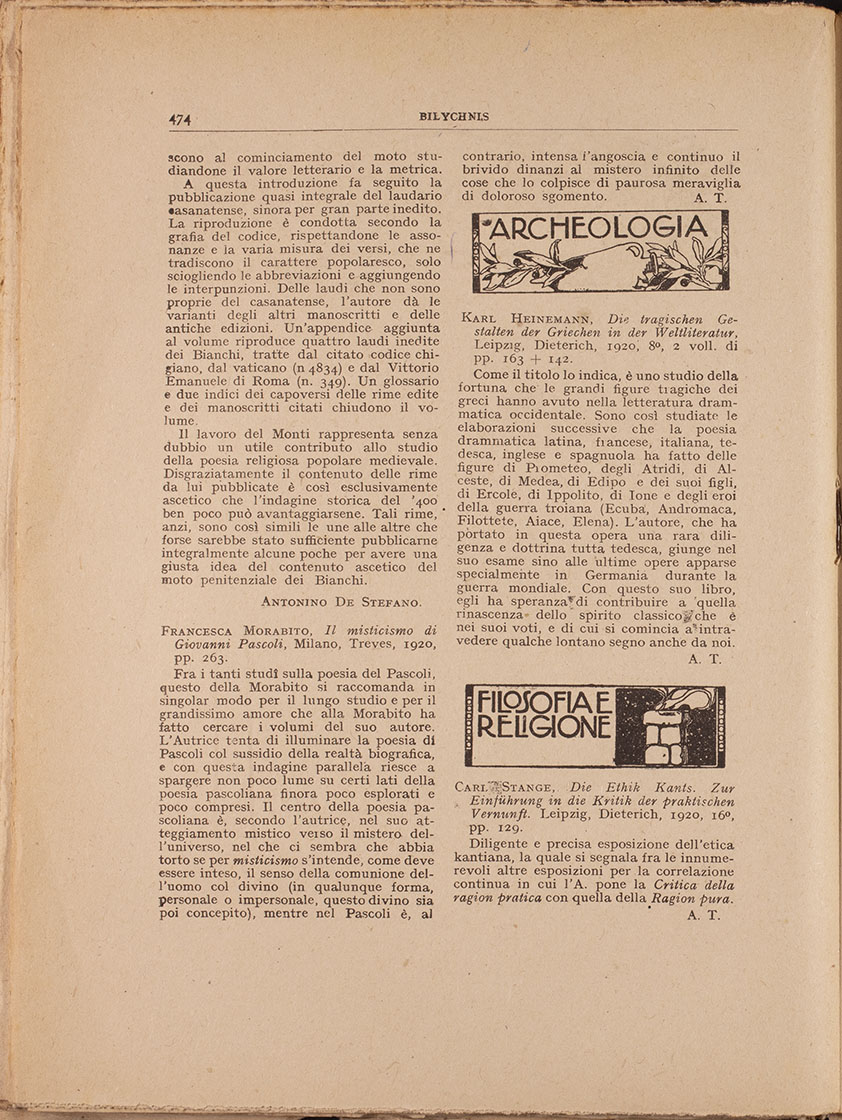 474
BILYCHNIS
scono al cominciamento del moto stu-
diandone il valore letterario e la metrica.
A questa introduzione fa seguito la
pubblicazione quasi integrale del laudario
casanatense, sinora per gran parte inedito.
La riproduzione è condotta secondo la
grafia del codice, rispettandone le asso-
nanze e la varia misura dei versi, che ne
tradiscono il carattere popolaresco, solo
sciogliendo le abbreviazioni e aggiungendo
le interpunzioni. Delle laudi che non sono
proprie del casanatense, l'autore dà le
varianti degli altri manoscritti e delle
antiche edizioni. Un'appendice aggiunta
al volume riproduce quattro laudi inedite
dei Bianchi, tratte dal citato codice chi-
giano, dal vaticano (n 4834) e dal Vittorio
Emanuele di Roma (n. 349). Un glossario
e due indici dei capoversi delle rime edite
e dei manoscritti citati chiudono il vo-
lume.
Il lavoro del Monti rappresenta senza
dubbio un utile contributo allo studio
della poesia religiosa popolare medievale.
Disgraziatamente il contenuto delle rime
da lui pubblicate è così esclusivamente
ascetico che l'indagine storica del '400
ben poco può avantaggiarsene. Tali rime,
anzi, sono così simili le une alle altre che
forse sarebbe stato sufficiente pubblicarne
integralmente alcune poche per avere una
giusta idea del contenuto ascetico del
moto penitenziale dei Bianchi.
ANTONINO DE STEFANO.
FRANCESCA MORABITO, Il misticismo di
Giovanni Pascoli, Milano, Treves, 1920,
pp. 263.
Fra i tanti studî sulla poesia del Pascoli,
questo della Morabito si raccomanda in
singolar modo per il lungo studio e per il
grandissimo amore che alla Morabito ha
fatto cercare i volumi del suo autore.
L'Autrice tenta di illuminare la poesia di
Pascoli col sussidio della realtà biografica,
e con questa indagine parallela riesce a
spargere non poco lume su certi lati della
poesia pascoliana finora poco esplorati e
poco compresi. Il centro della poesia pa-
scoliana è, secondo l'autrice, nel suo at-
teggiamento mistico verso il mistero del-
l'universo, nel che ci sembra che abbia
torto se per misticismo s'intende, come deve
essere inteso, il senso della comunione del-
l'uomo col divino (in qualunque forma,
personale o impersonale, questo divino sia
poi concepito), mentre nel Pascoli è, al
contrario, intensa l'angoscia e continuo il
brivido dinanzi al mistero infinito delle
cose che lo colpisce di paurosa meraviglia
di doloroso sgomento. A. T.
ARCHEOLOGIA
KARL HEINEMANN, Die tragischen Ge-
stalten der Griechen in der Weltliteratur,
Leipzig, Dieterich, 1920, 8º, 2 voll. di
pp. 163 + 142.
Come il titolo lo indica, è uno studio della
fortuna che le grandi figure tragiche dei
greci hanno avuto nella letteratura dram-
matica occidentale. Sono così studiate le
elaborazioni successive che la poesia
drammatica latina, francese, italiana, te-
desca, inglese e spagnuola ha fatto delle
figure di Prometeo, degli Atridi, di Al-
ceste, di Medea, di Edipo e dei suoi figli,
di Ercole, di Ippolito, di Ione e degli eroi
della guerra troiana (Ecuba, Andromaca,
Filottete, Aiace, Elena). L'autore, che ha
portato in questa opera una rara dili-
genza e dottrina tutta tedesca, giunge nel
suo esame sino alle ultime opere apparse
specialmente in Germania durante la
guerra mondiale. Con questo suo libro,
egli ha speranza di contribuire a quella
rinascenza dello spirito classico che è
nei suoi voti, e di cui si comincia a intra-
vedere qualche lontano segno anche da noi.
A. T.
FILOSOFIA E
RELIGIONE
CARL STANGE, Die Ethik Kants. Zur
Einführung in die Kritik der praktischen
Vernunft. Leipzig, Dieterich, 1920, 16º,
pp. 129.
Diligente e precisa esposizione dell'etica
kantiana, la quale si segnala fra le innume-
revoli altre esposizioni per la correlazione
continua in cui l'A. pone la Critica della
ragion pratica con quella della Ragion pura.
A. T.